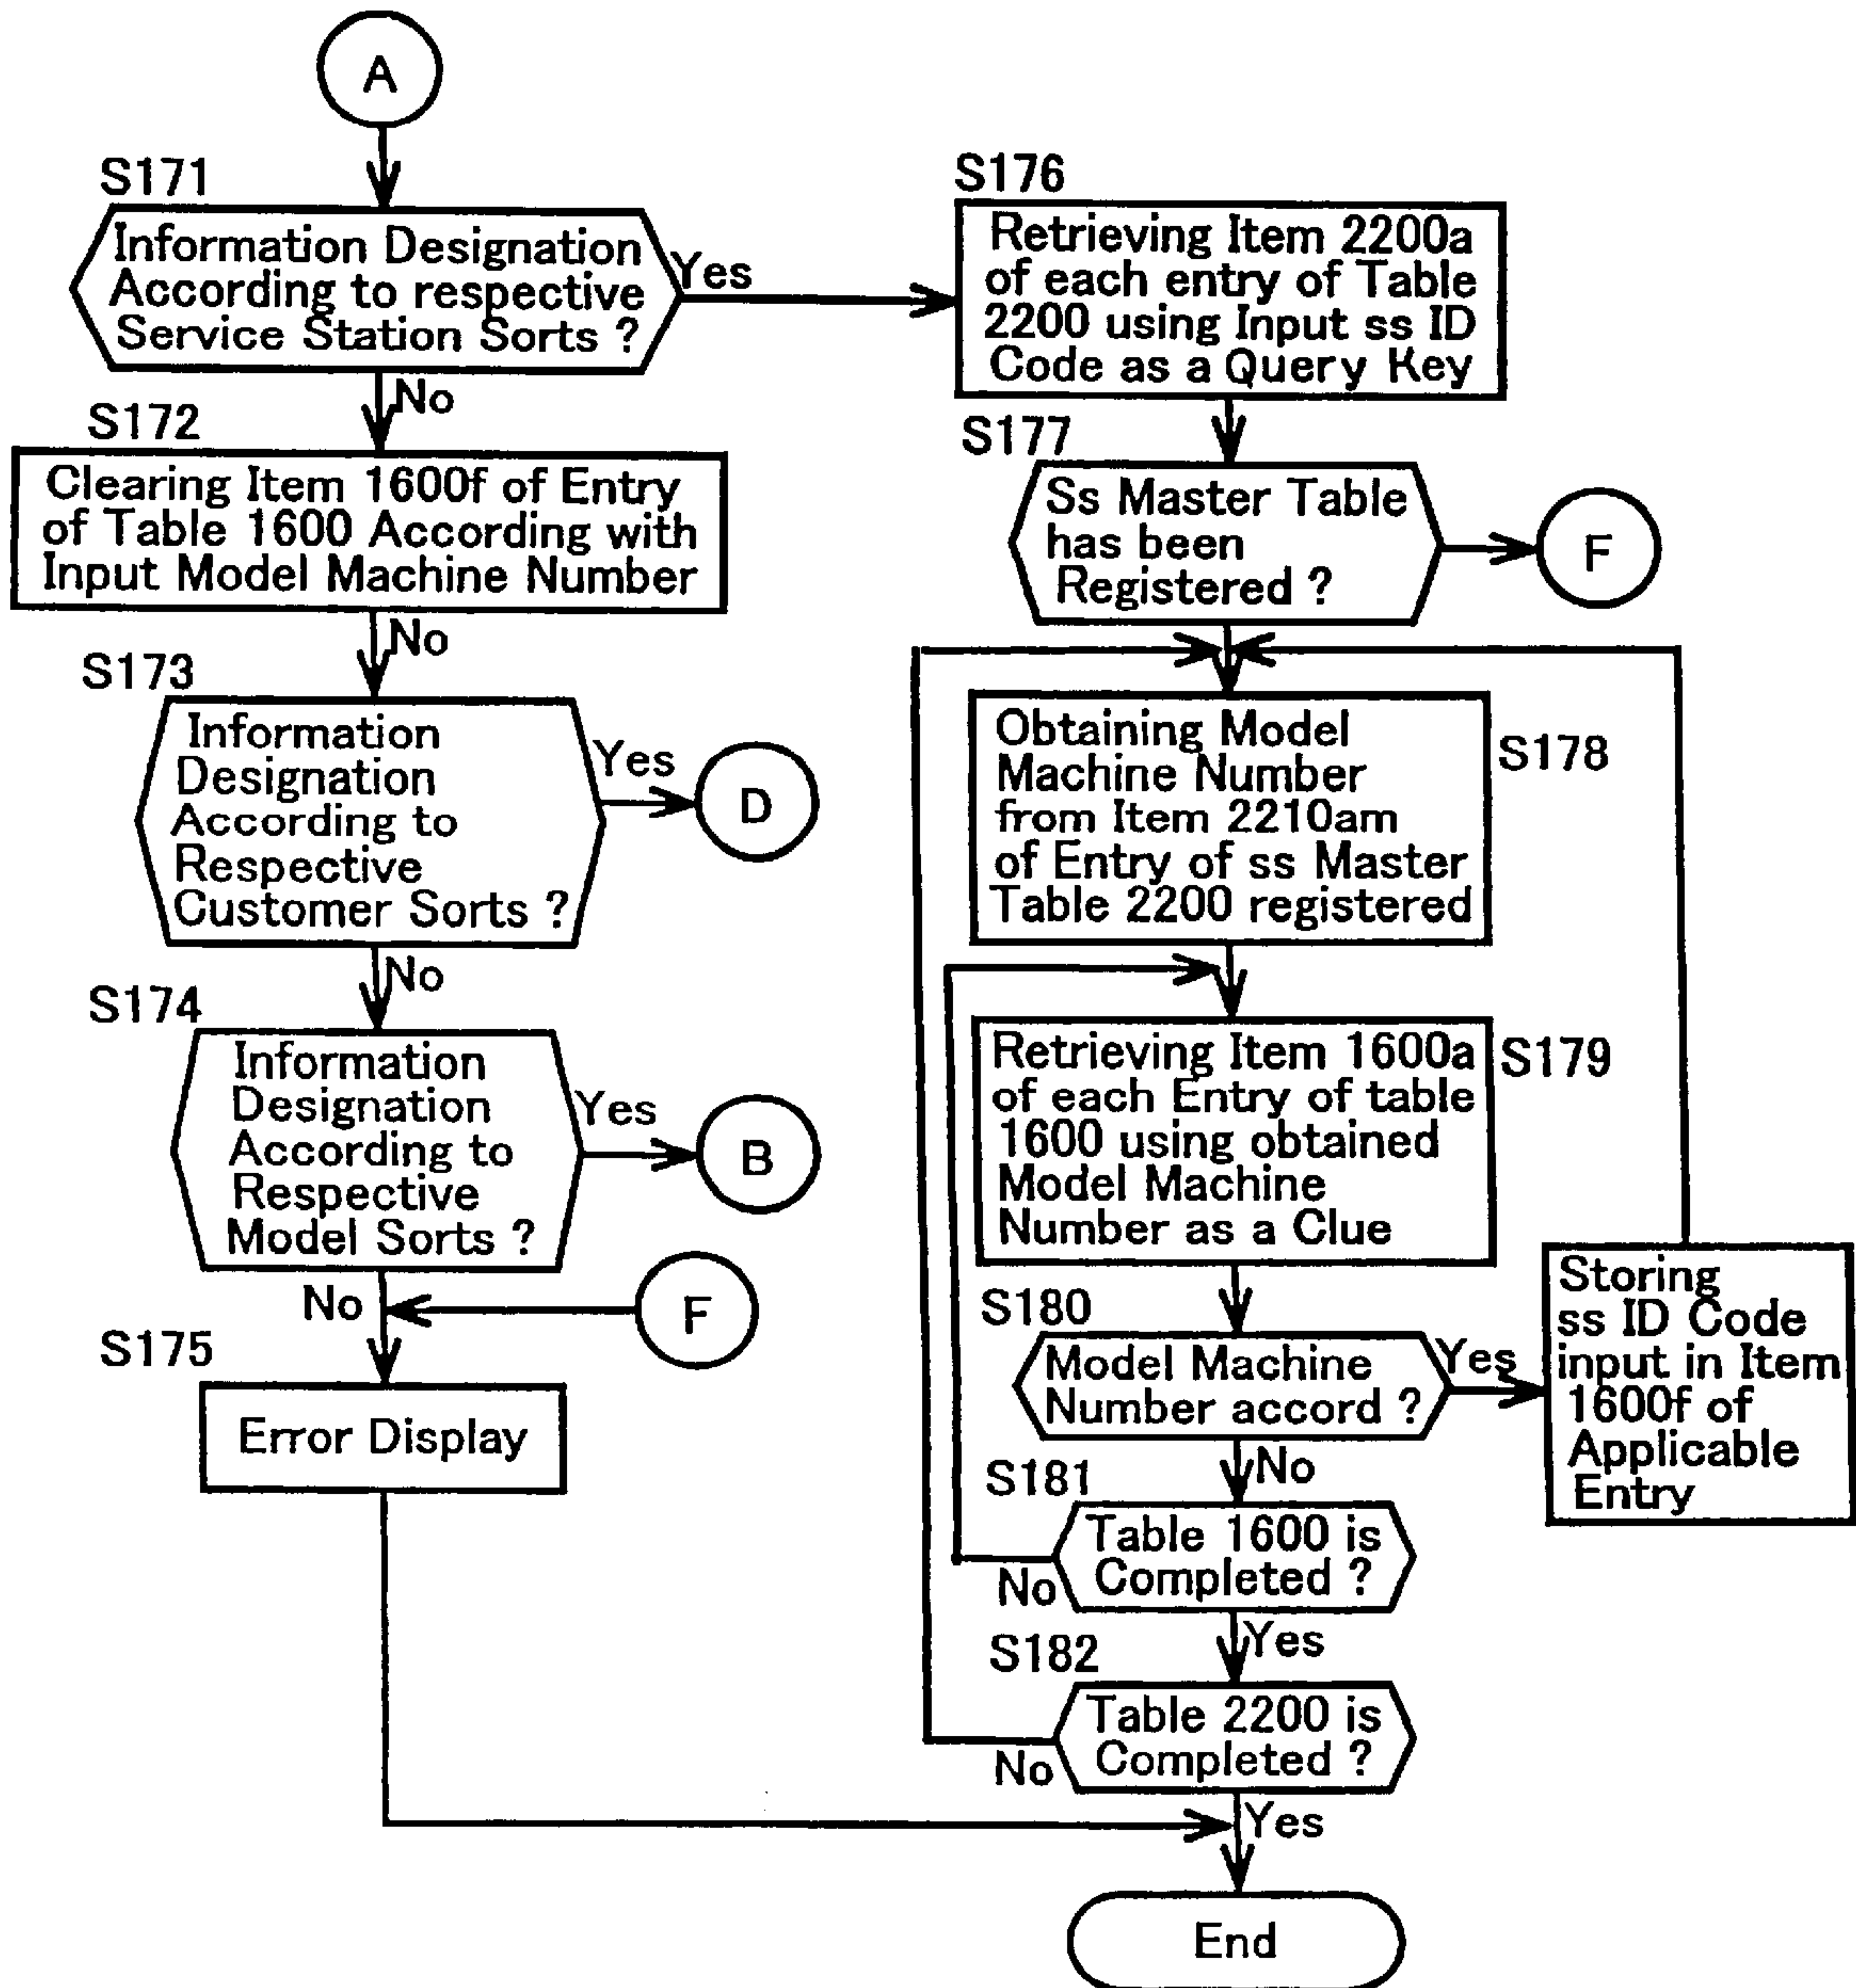 A
S171
Information Designation
According to respective
Service Station Sorts ?
Yes
No
S172
Clearing Item 1600f of Entry
of Table 1600 According with
Input Model Machine Number
No
S173
Information
Designation
According to
Respective
Customer Sorts ?
Yes
D
No
S174
Information
Designation
According to
Respective
Model Sorts ?
Yes
B
No
F
S175
Error Display
S176
Retrieving Item 2200a
of each entry of Table
2200 using Input ss ID
Code as a Query Key
S177
Ss Master Table
has been
Registered ?
F
Obtaining Model
Machine Number
from Item 2210am
of Entry of ss Master
Table 2200 registered
S178
Retrieving Item 1600a
of each Entry of table
1600 using obtained
Model Machine
Number as a Clue
S179
S180
Model Machine
Number accord ?
Yes
Storing
ss ID Code
input in Item
1600f of
Applicable
Entry
No
S181
Table 1600 is
Completed ?
No
Yes
S182
Table 2200 is
Completed ?
No
Yes
End